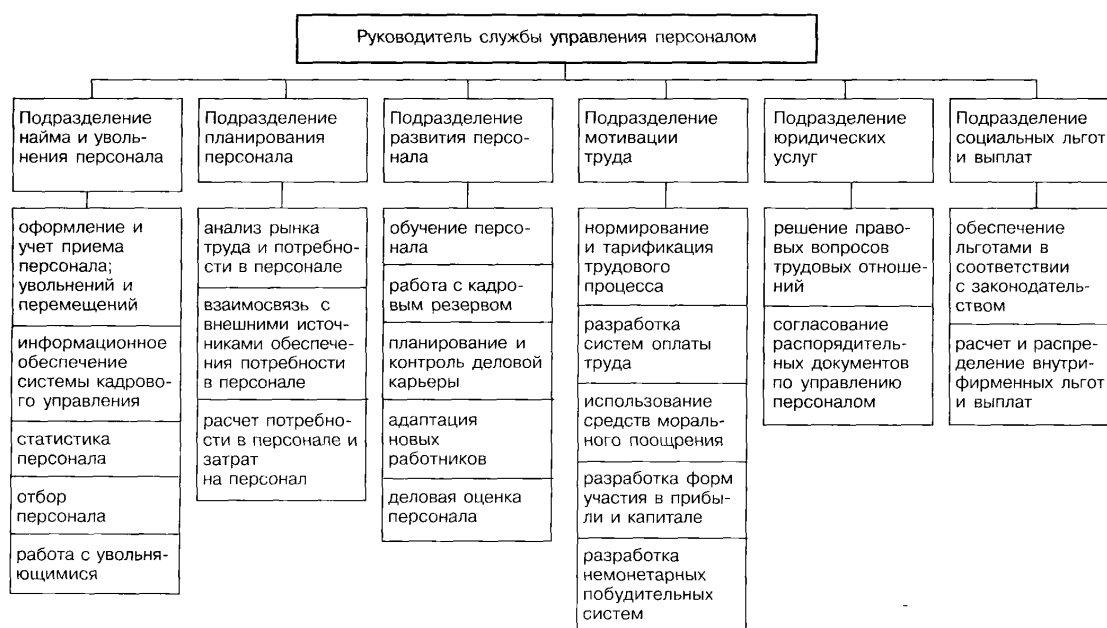 Руководитель службы управления персоналом
Подразделение
найма и уволь-
нения персонала
Подразделение
планирования
персонала
Подразделение
развития персо-
нала
Подразделение
мотивации
труда
Подразделение
юридических
услуг
Подразделение
социальных льгот
и выплат
оформление и
учет приема
персонала;
увольнений и
перемещений
информационное
обеспечение
системы кадрово-
го управления
статистика
персонала
отбор
персонала
работа с увольня-
ющимися
анализ рынка
труда и потребно-
сти в персонале
взаимосвязь с
внешними источ-
никами обеспече-
ния потребности
в персонале
расчет потребно-
сти в персонале и
затрат
на персонал
обучение персо-
нала
работа с кадро-
вым резервом
планирование и
контроль деловой
карьеры
адаптация
новых
работников
деловая оценка
персонала
нормирование
и тарификация
трудового
процесса
разработка
систем оплаты
труда
использование
средств мораль-
ного поощрения
разработка форм
участия в прибы-
ли и капитале
разработка
немонетарных
побудительных
систем
решение право-
вых вопросов
трудовых отноше-
ний
согласование
распорядитель-
ных документов
по управлению
персоналом
обеспечение
льготами в
соответствии
с законодатель-
ством
расчет и распре-
деление внутри-
фирменных льгот
и выплат